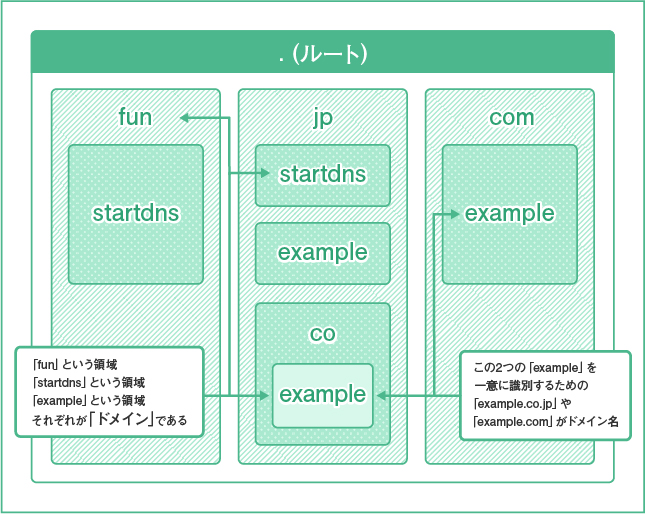 . (ルート)
fun
startdns
jp
startdns
example
co
example
com
example
「fun」という領域
「startdns」という領域
「example」という領域
それぞれが「ドメイン」である
この2つの「example」を
一意に識別するための
「example.co.jp」や
「example.com」がドメイン名